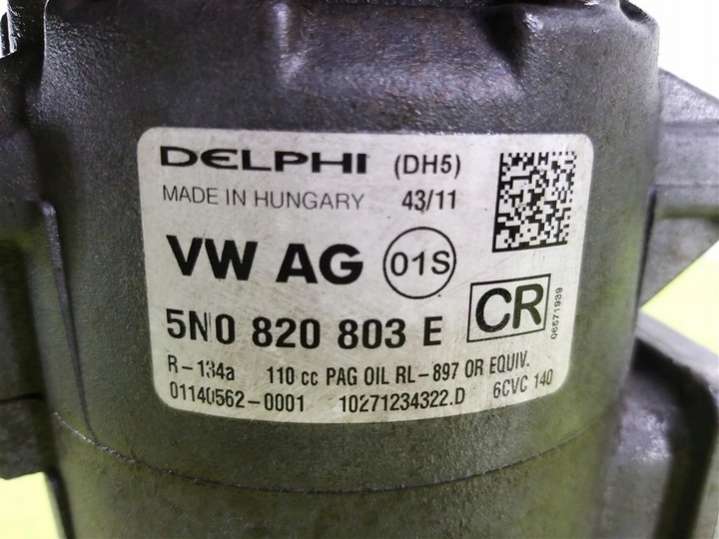 DELPHI (DH5)
MADE IN HUNGARY 43/11
VW AG 01S
5N0 820 803 E CR
06571939
R-134a 110 cc PAG OIL RL-897 OR EQUIV.
01140562-0001 10271234322.D 6CVC 140